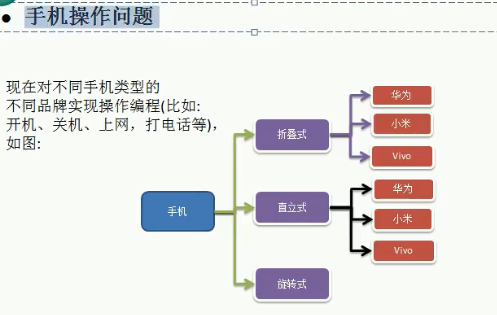 手机操作问题
现在对不同手机类型的
不同品牌实现操作编程(比如:
开机、关机、上网，打电话等)，
如图:
手机
折叠式
华为
小米
Vivo
直立式
华为
小米
Vivo
旋转式